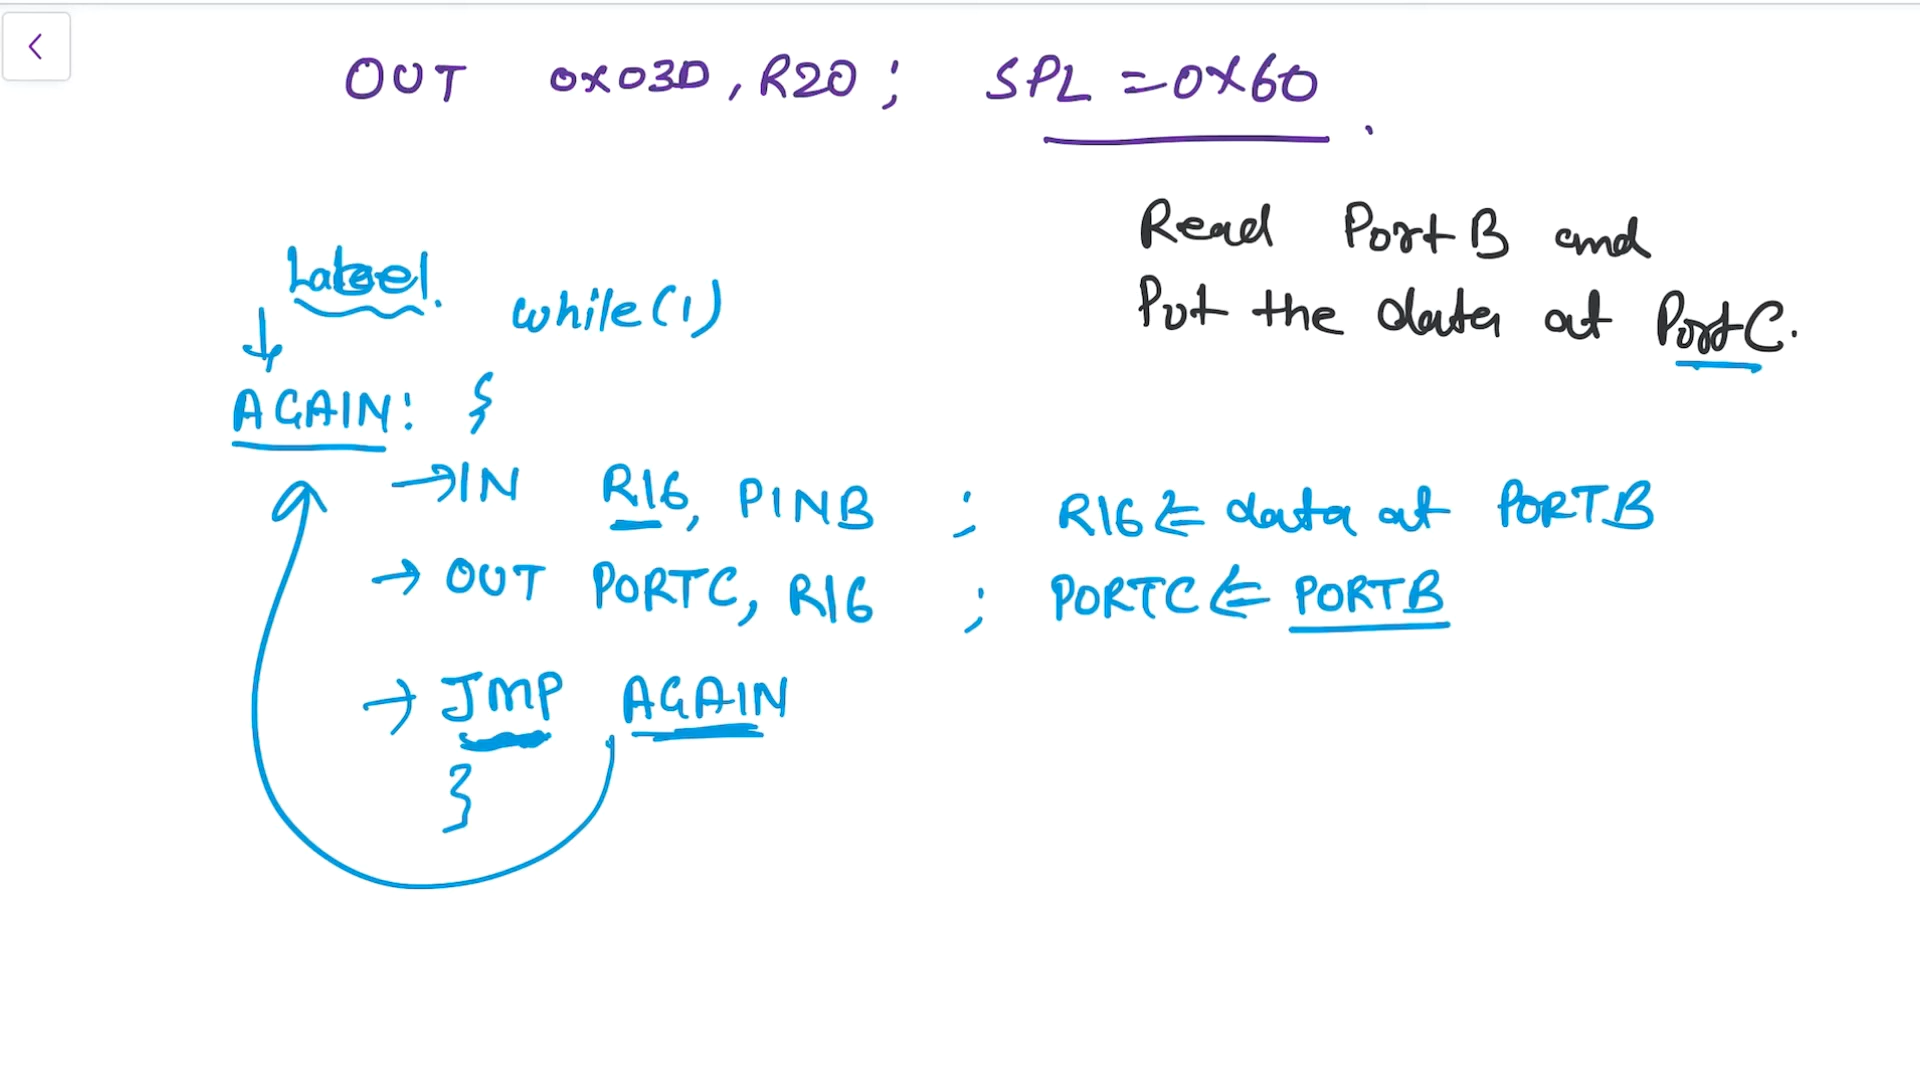 OUT 0x03D, R20; SPL = 0x60.
Read Port B and
Put the data at Port C.
Label.
while(1)
AGAIN: {
→IN R16, PINB ; R16 ⇐ data at PORTB
→ OUT PORTC, R16 ; PORTC ⇐ PORTB
→ JMP AGAIN
}